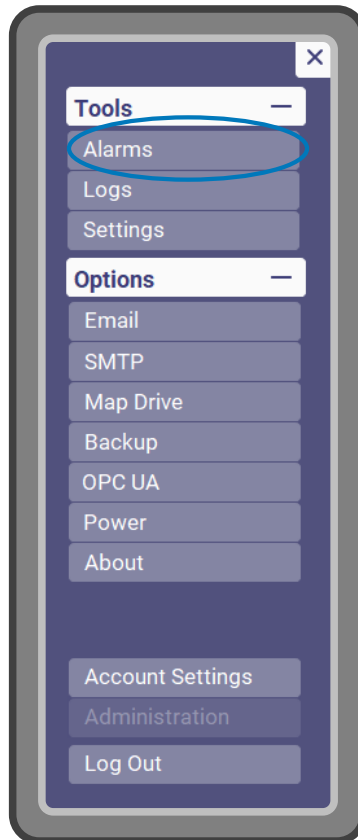 Tools
Alarms
Logs
Settings
Options
Email
SMTP
Map Drive
Backup
OPC UA
Power
About
Account Settings
Administration
Log Out